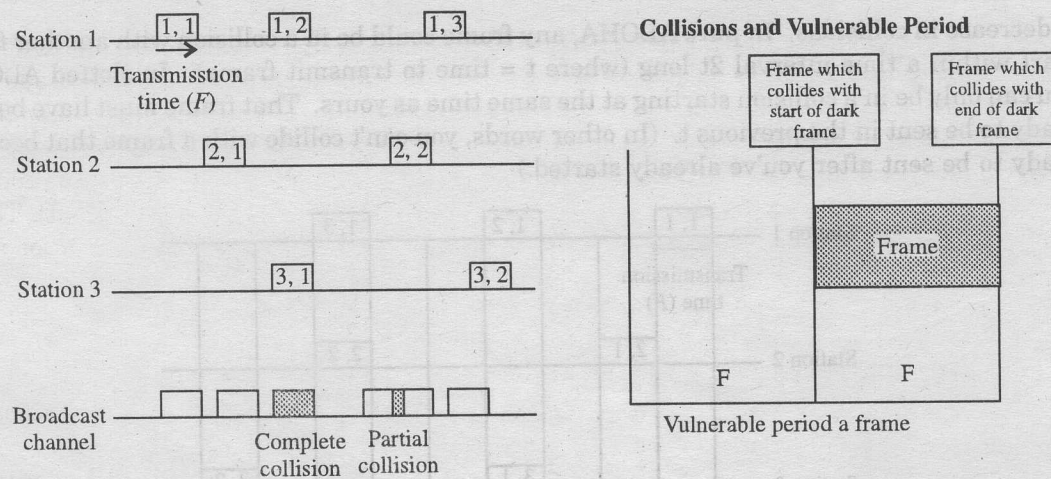 Station 1
1, 1
1, 2
1, 3
Transmisstion
time (F)
Station 2
2, 1
2, 2
Station 3
3, 1
3, 2
Broadcast
channel
Complete
collision
Partial
collision
Collisions and Vulnerable Period
Frame which
collides with
start of dark
frame
Frame which
collides with
end of dark
frame
Frame
F
F
Vulnerable period a frame